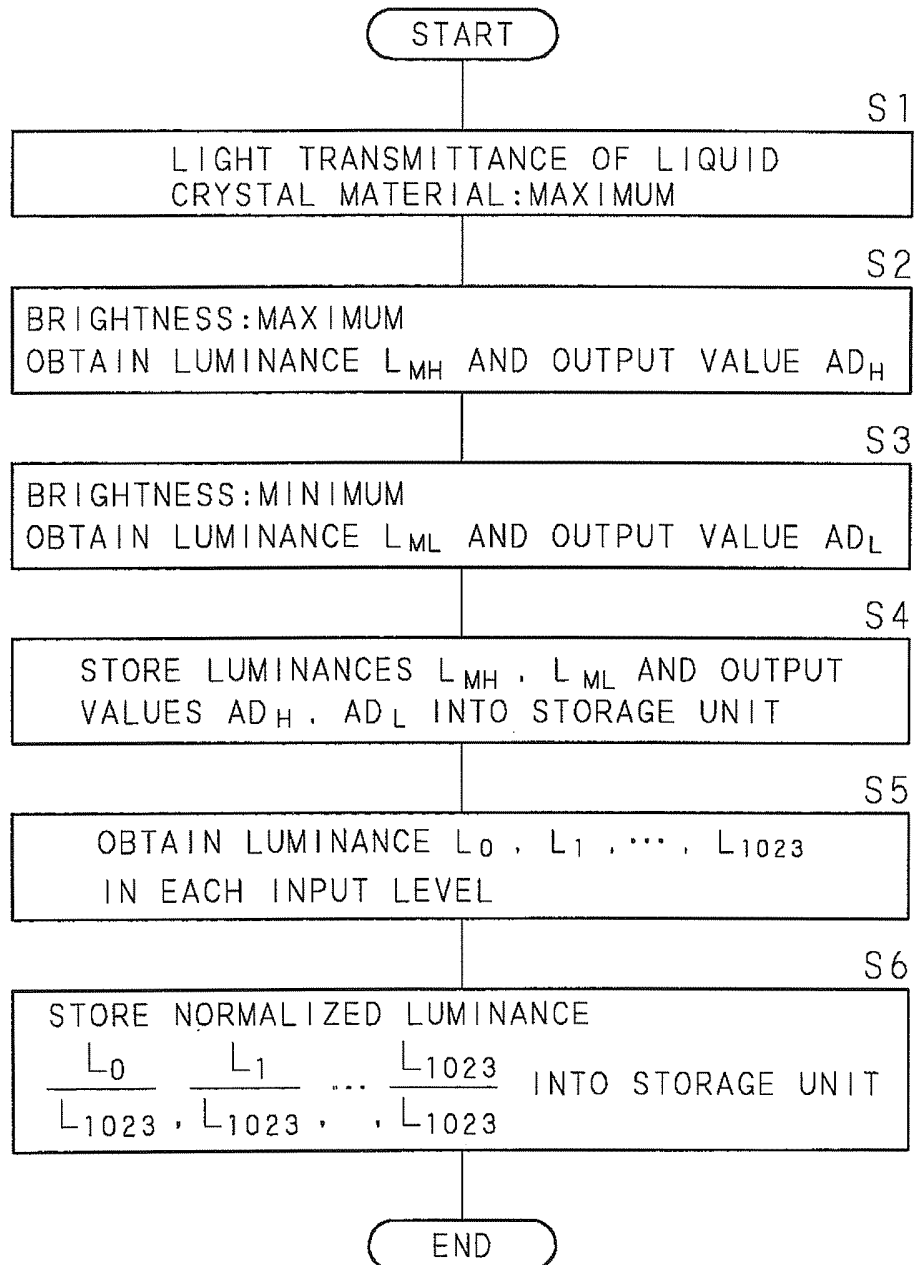 START
S1
LIGHT TRANSMITTANCE OF LIQUID
CRYSTAL MATERIAL:MAXIMUM
S2
BRIGHTNESS:MAXIMUM
OBTAIN LUMINANCE L_MH AND OUTPUT VALUE AD_H
S3
BRIGHTNESS:MINIMUM
OBTAIN LUMINANCE L_ML AND OUTPUT VALUE AD_L
S4
STORE LUMINANCES L_MH , L_ML AND OUTPUT
VALUES AD_H , AD_L INTO STORAGE UNIT
S5
OBTAIN LUMINANCE L_0 , L_1 , ··· , L_1023
IN EACH INPUT LEVEL
S6
STORE NORMALIZED LUMINANCE
L_0/L_1023 , L_1/L_1023 , ··· , L_1023/L_1023 INTO STORAGE UNIT
END